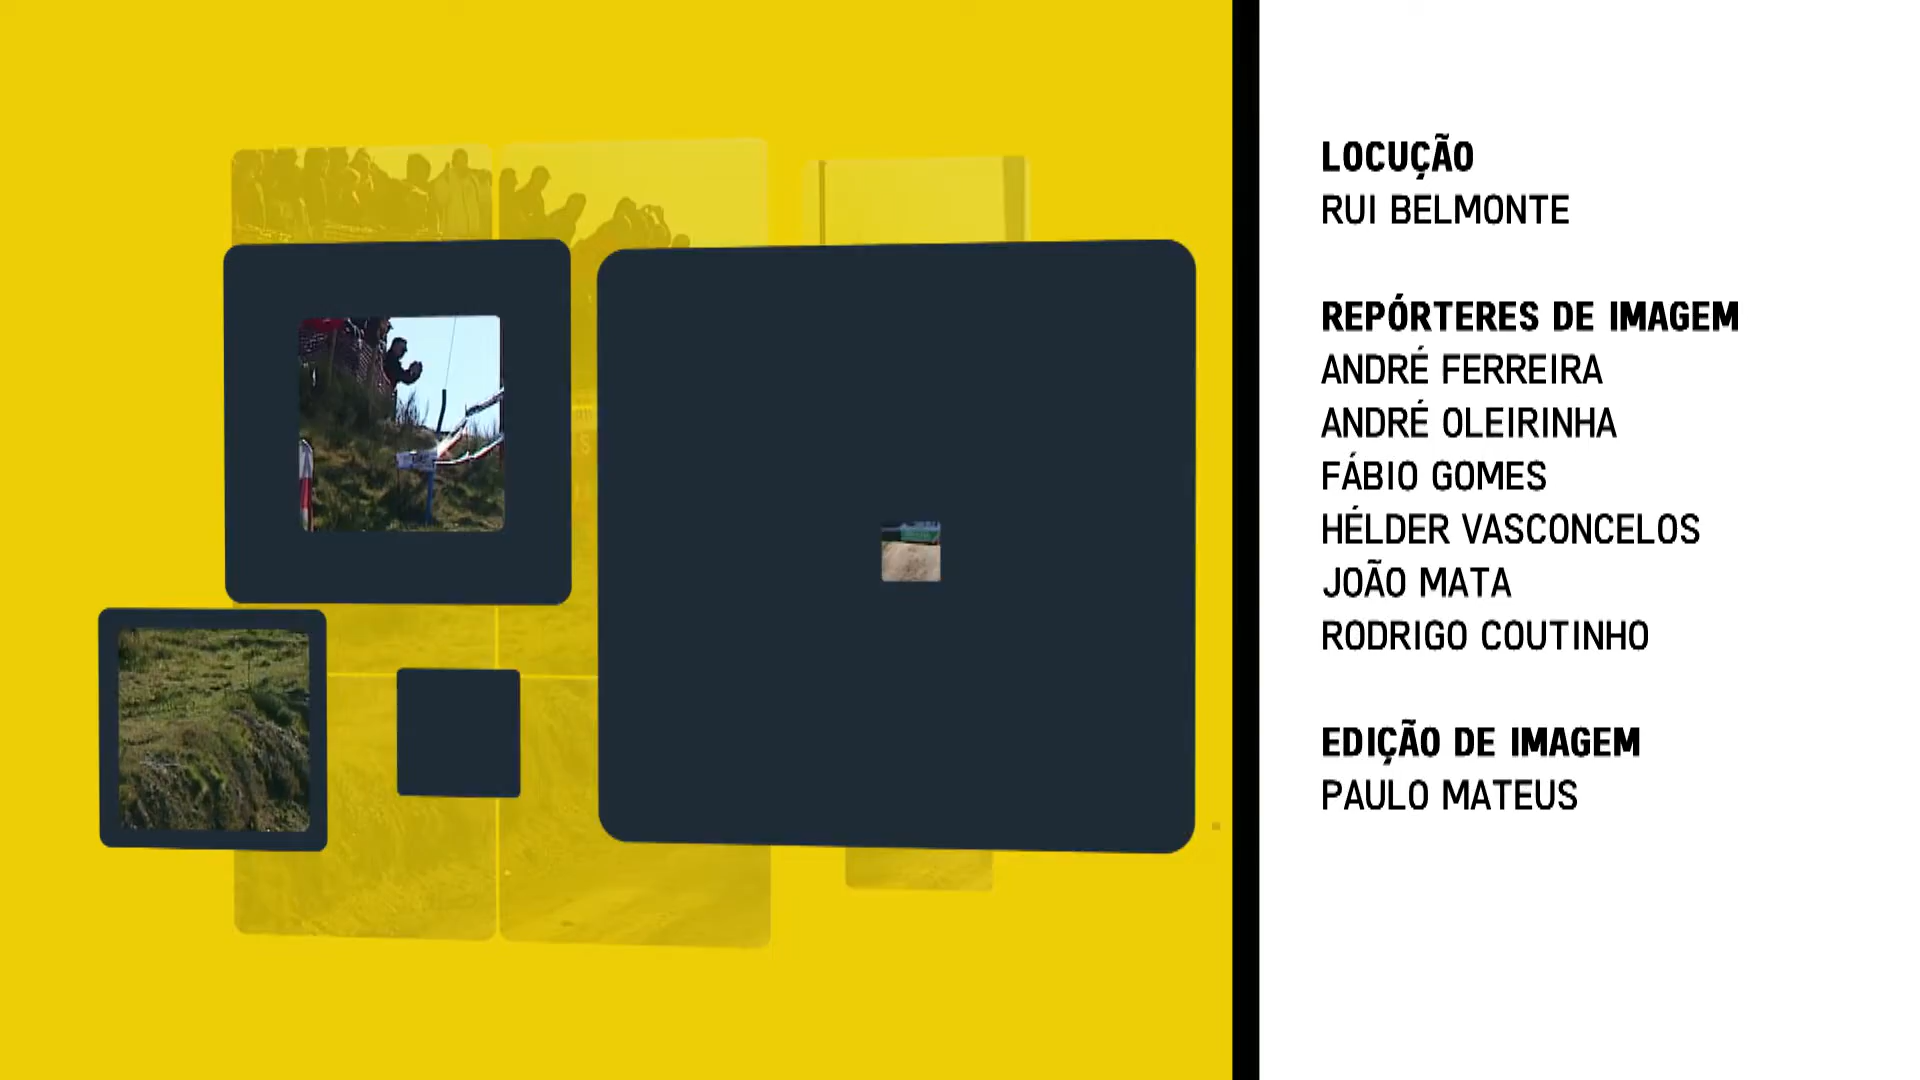 LOCUÇÃO
RUI BELMONTE
REPÓRTERES DE IMAGEM
ANDRÉ FERREIRA
ANDRÉ OLEIRINHA
FÁBIO GOMES
HÉLDER VASCONCELOS
JOÃO MATA
RODRIGO COUTINHO
EDIÇÃO DE IMAGEM
PAULO MATEUS